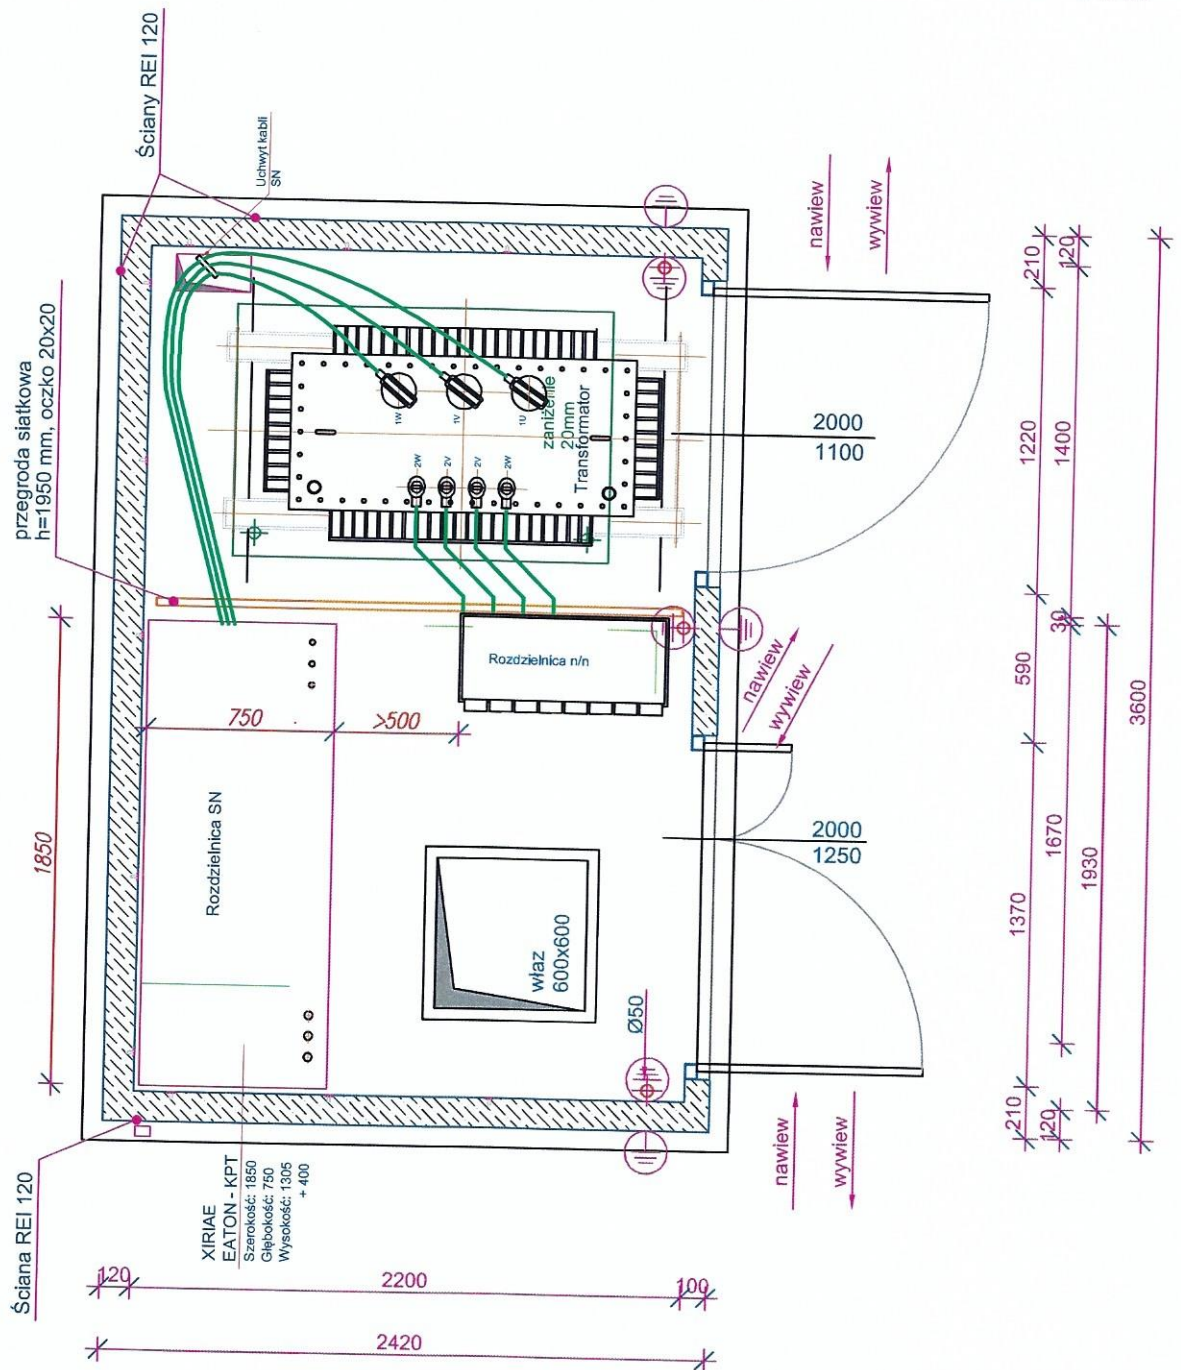 Ściany REI 120
Uchwyt kabli
SN
przegroda siatkowa
h=1950 mm, oczko 20x20
nawiew
wywiew
1W
1V
1U
zaniżenie
20mm
Transformator
2W
2V
2V
2W
2000
1100
210
120
1220
1400
30
590
3600
1670
1930
1370
210
120
Rozdzielnica n/n
nawiew
wywiew
750
>500
1850
Rozdzielnica SN
2000
1250
właz
600x600
Ø50
nawiew
wywiew
Ściana REI 120
XIRIAE
EATON - KPT
Szerokość: 1850
Głębokość: 750
Wysokość: 1305
+ 400
120
2200
100
2420